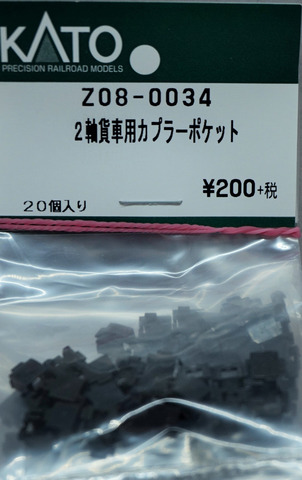 KATO
PRECISION RAILROAD MODELS
Z08-0034
2軸貨車用カプラーポケット
20個入り
¥200+税